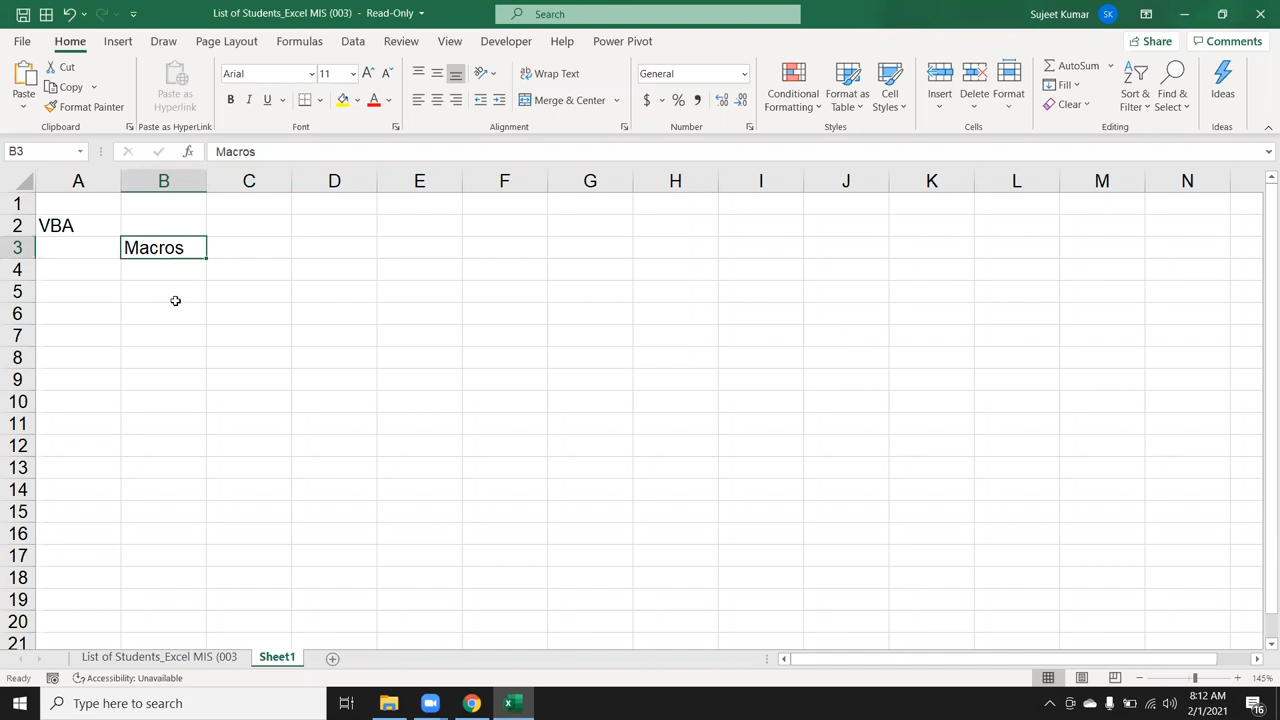 List of Students_Excel MIS (003) - Read-Only
Search
Sujeet Kumar
SK
File Home Insert Draw Page Layout Formulas Data Review View Developer Help Power Pivot
Share
Comments
Paste
Cut
Copy
Format Painter
Clipboard
Paste as Hyperlink
Paste as HyperLink
Arial
11
B I U
Font
Wrap Text
Merge & Center
Alignment
General
$ % ,
Number
Conditional Formatting
Format as Table
Cell Styles
Styles
Insert
Delete
Format
Cells
AutoSum
Fill
Clear
Sort & Filter
Find & Select
Editing
Ideas
Ideas
B3
fx
Macros
A B C D E F G H I J K L M N
1
2 VBA
3 Macros
4
5
6
7
8
9
10
11
12
13
14
15
16
17
18
19
20
21
List of Students_Excel MIS (003
Sheet1
Ready
Accessibility: Unavailable
145%
Type here to search
8:12 AM
2/1/2021
16